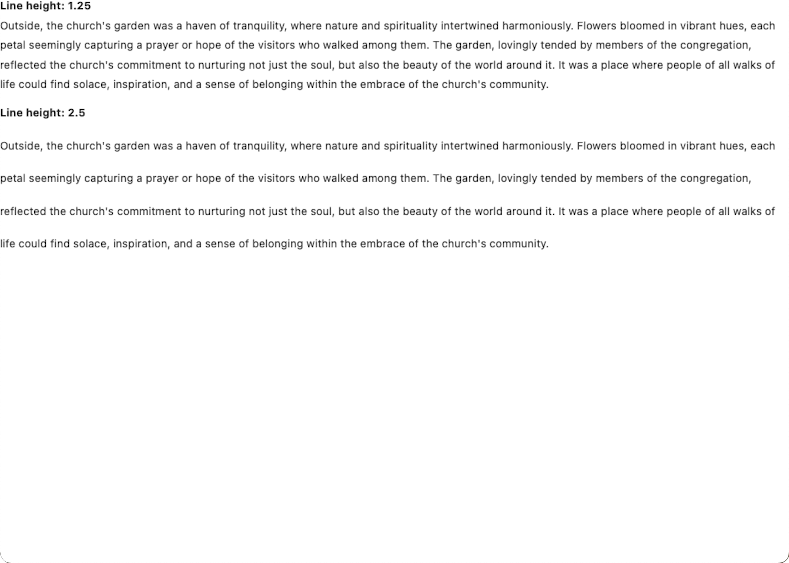 Line height: 1.25
Outside, the church's garden was a haven of tranquility, where nature and spirituality intertwined harmoniously. Flowers bloomed in vibrant hues, each
petal seemingly capturing a prayer or hope of the visitors who walked among them. The garden, lovingly tended by members of the congregation,
reflected the church's commitment to nurturing not just the soul, but also the beauty of the world around it. It was a place where people of all walks of
life could find solace, inspiration, and a sense of belonging within the embrace of the church's community.
Line height: 2.5
Outside, the church's garden was a haven of tranquility, where nature and spirituality intertwined harmoniously. Flowers bloomed in vibrant hues, each
petal seemingly capturing a prayer or hope of the visitors who walked among them. The garden, lovingly tended by members of the congregation,
reflected the church's commitment to nurturing not just the soul, but also the beauty of the world around it. It was a place where people of all walks of
life could find solace, inspiration, and a sense of belonging within the embrace of the church's community.